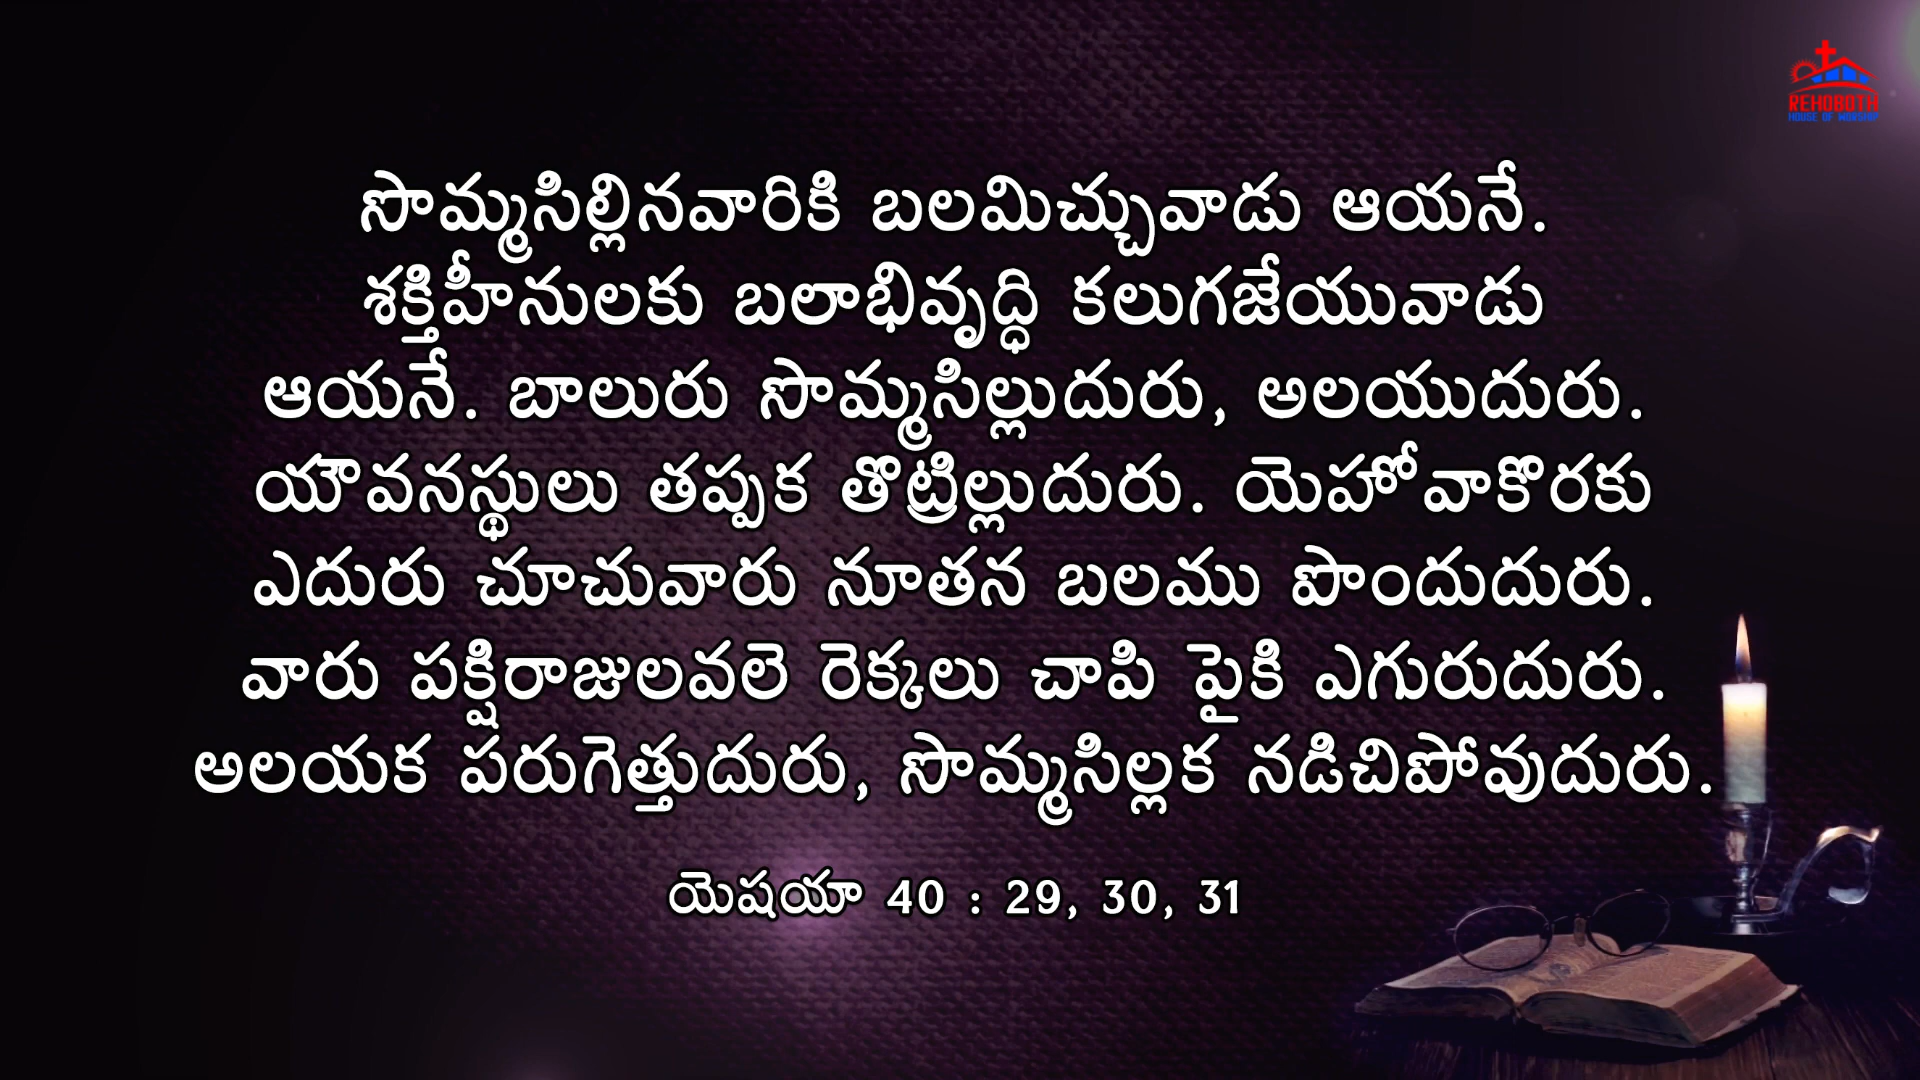 REHOBOTH
HOUSE OF WORSHIP
సొమ్మసిల్లినవారికి బలమిచ్చువాడు ఆయనే.
శక్తిహీనులకు బలాభివృద్ధి కలుగజేయువాడు
ఆయనే. బాలురు సొమ్మసిల్లుదురు, అలయుదురు.
యౌవనస్థులు తప్పక తొట్రిల్లుదురు. యెహోవాకొరకు
ఎదురు చూచువారు నూతన బలము పొందుదురు.
వారు పక్షిరాజులవలె రెక్కలు చాపి పైకి ఎగురుదురు.
అలయక పరుగెత్తుదురు, సొమ్మసిల్లక నడిచిపోవుదురు.
యెషయా 40 : 29, 30, 31